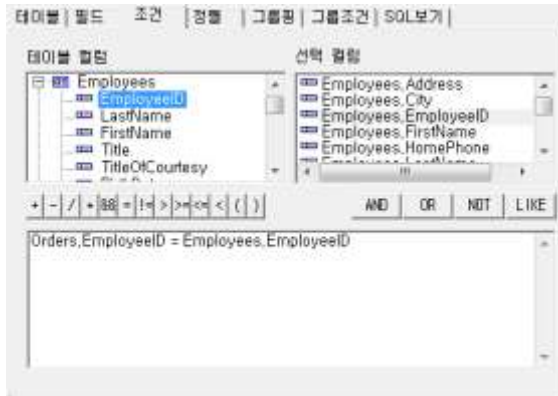 테이블 필드 조건 정렬 그룹핑 그룹조건 SQL보기
테이블 컬럼
Employees
EmployeeID
LastName
FirstName
Title
TitleOfCourtesy
선택 컬럼
Employees.Address
Employees.City
Employees.EmployeeID
Employees.FirstName
Employees.HomePhone
+ - / + && = != > >= <= < ( )
AND OR NOT LIKE
Orders.EmployeeID = Employees.EmployeeID